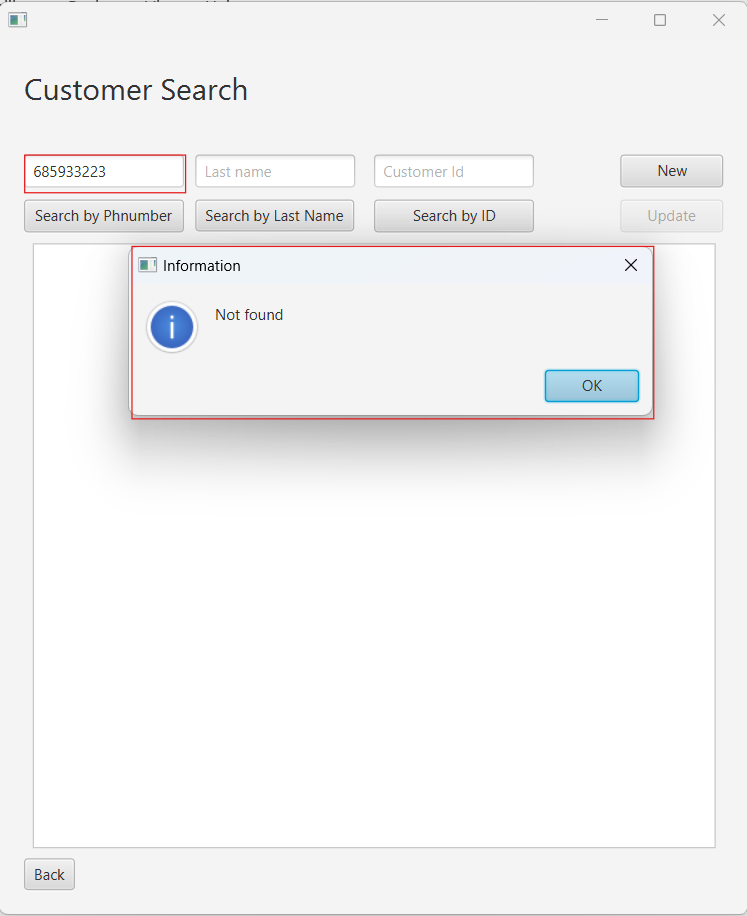 Customer Search
685933223
Last name
Customer Id
New
Search by Phnumber
Search by Last Name
Search by ID
Update
Information
Not found
OK
Back